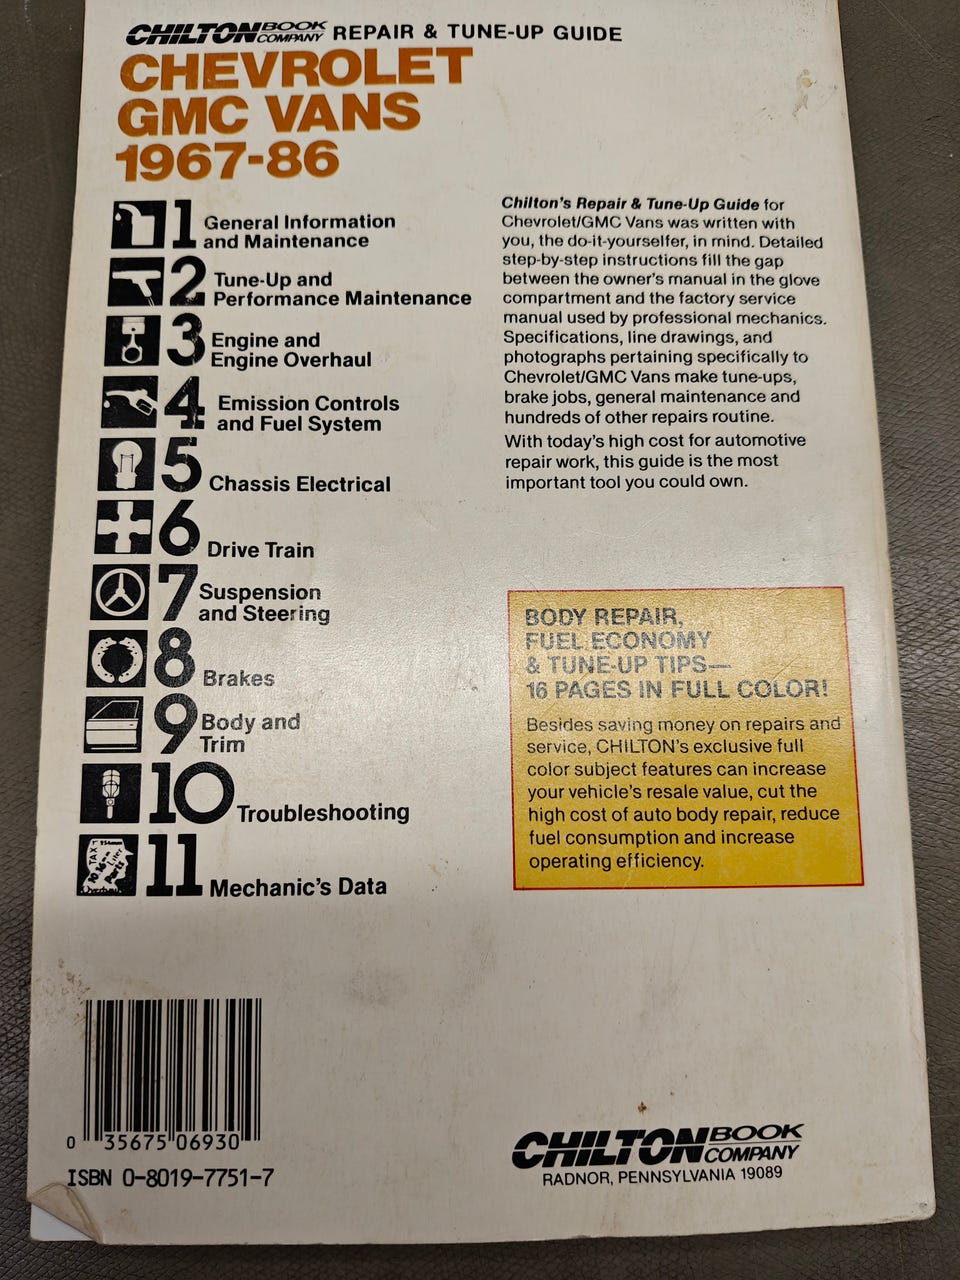 CHILTON BOOK COMPANY REPAIR & TUNE-UP GUIDE
CHEVROLET
GMC VANS
1967-86
1 General Information
and Maintenance
2 Tune-Up and
Performance Maintenance
3 Engine and
Engine Overhaul
4 Emission Controls
and Fuel System
5 Chassis Electrical
6 Drive Train
7 Suspension
and Steering
8 Brakes
9 Body and
Trim
10 Troubleshooting
TAX
11 Mechanic's Data
Chilton's Repair & Tune-Up Guide for
Chevrolet/GMC Vans was written with
you, the do-it-yourselfer, in mind. Detailed
step-by-step instructions fill the gap
between the owner's manual in the glove
compartment and the factory service
manual used by professional mechanics.
Specifications, line drawings, and
photographs pertaining specifically to
Chevrolet/GMC Vans make tune-ups,
brake jobs, general maintenance and
hundreds of other repairs routine.
With today's high cost for automotive
repair work, this guide is the most
important tool you could own.
BODY REPAIR,
FUEL ECONOMY
& TUNE-UP TIPS—
16 PAGES IN FULL COLOR!
Besides saving money on repairs and
service, CHILTON's exclusive full
color subject features can increase
your vehicle's resale value, cut the
high cost of auto body repair, reduce
fuel consumption and increase
operating efficiency.
0 35675 06930
ISBN 0-8019-7751-7
CHILTON BOOK COMPANY
RADNOR, PENNSYLVANIA 19089